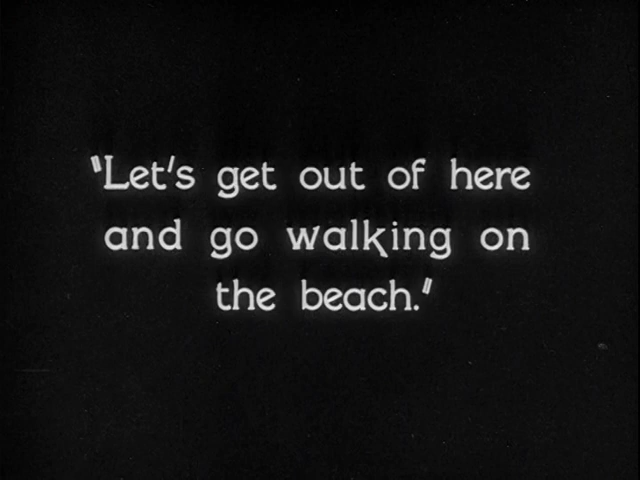 "Let's get out of here
and go walking on
the beach."